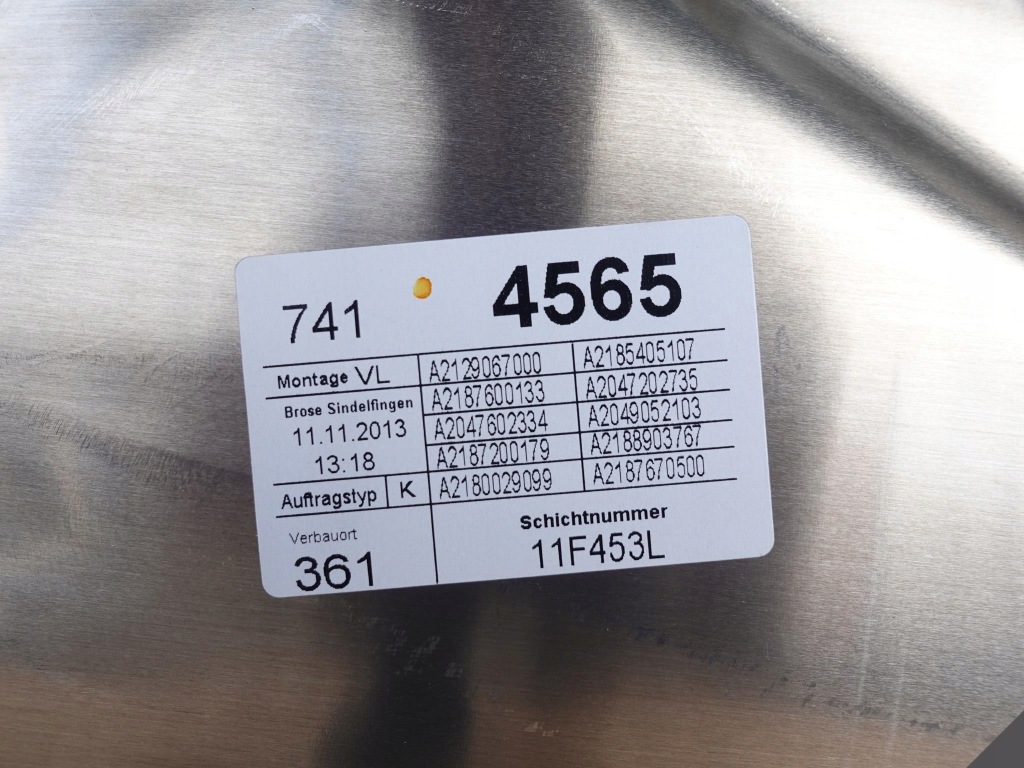 741
4565
Montage VL
Brose Sindelfingen
11.11.2013
13:18
Auftragstyp K
A2129067000 A2185405107
A2187600133 A2047202735
A2047602334 A2049052103
A2187200179 A2188903767
A2180029099 A2187670500
Verbauort
361
Schichtnummer
11F453L